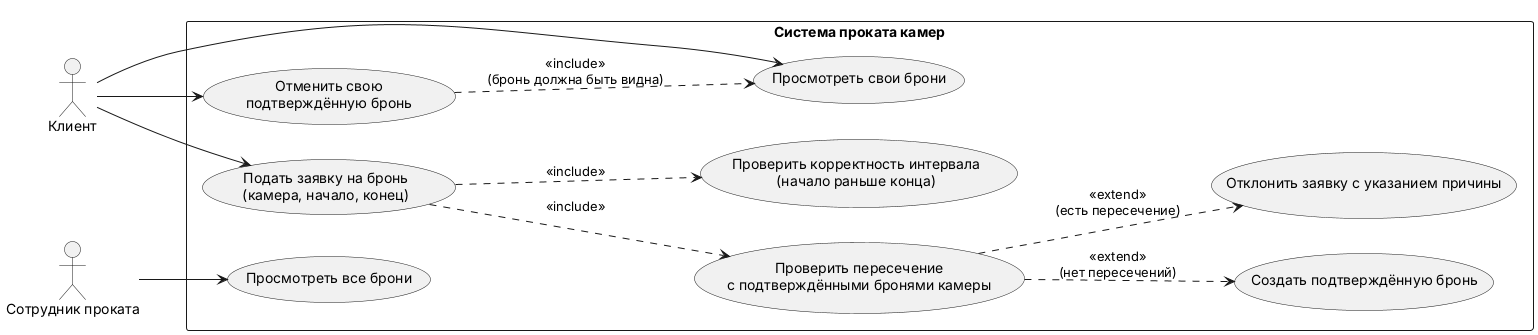 Система проката камер
Клиент
Отменить свою
подтверждённую бронь
«include»
(бронь должна быть видна)
Просмотреть свои брони
Подать заявку на бронь
(камера, начало, конец)
«include»
Проверить корректность интервала
(начало раньше конца)
«include»
Проверить пересечение
с подтверждёнными бронями камеры
«extend»
(есть пересечение)
Отклонить заявку с указанием причины
«extend»
(нет пересечений)
Создать подтверждённую бронь
Сотрудник проката
Просмотреть все брони